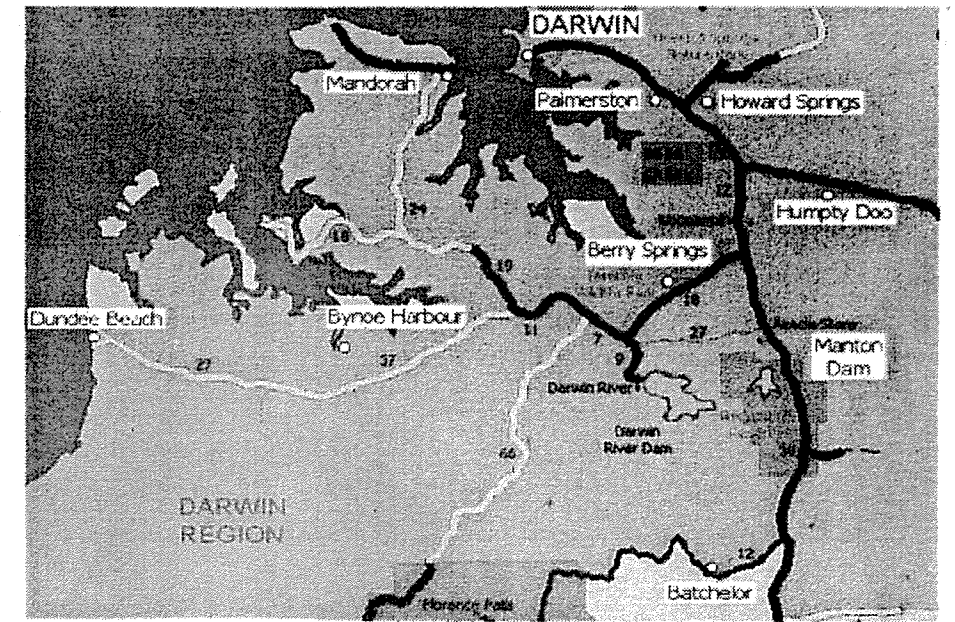 DARWIN
Mandorah
Palmerston
Howard Springs
Humpty Doo
24
18
Berry Springs
19
18
Dundee Beach
Bynoe Harbour
11
7
27
Manton
Dam
27
37
9
Darwin River
Darwin
River Dam
66
DARWIN
REGION
12
Batchelor
Florence Falls